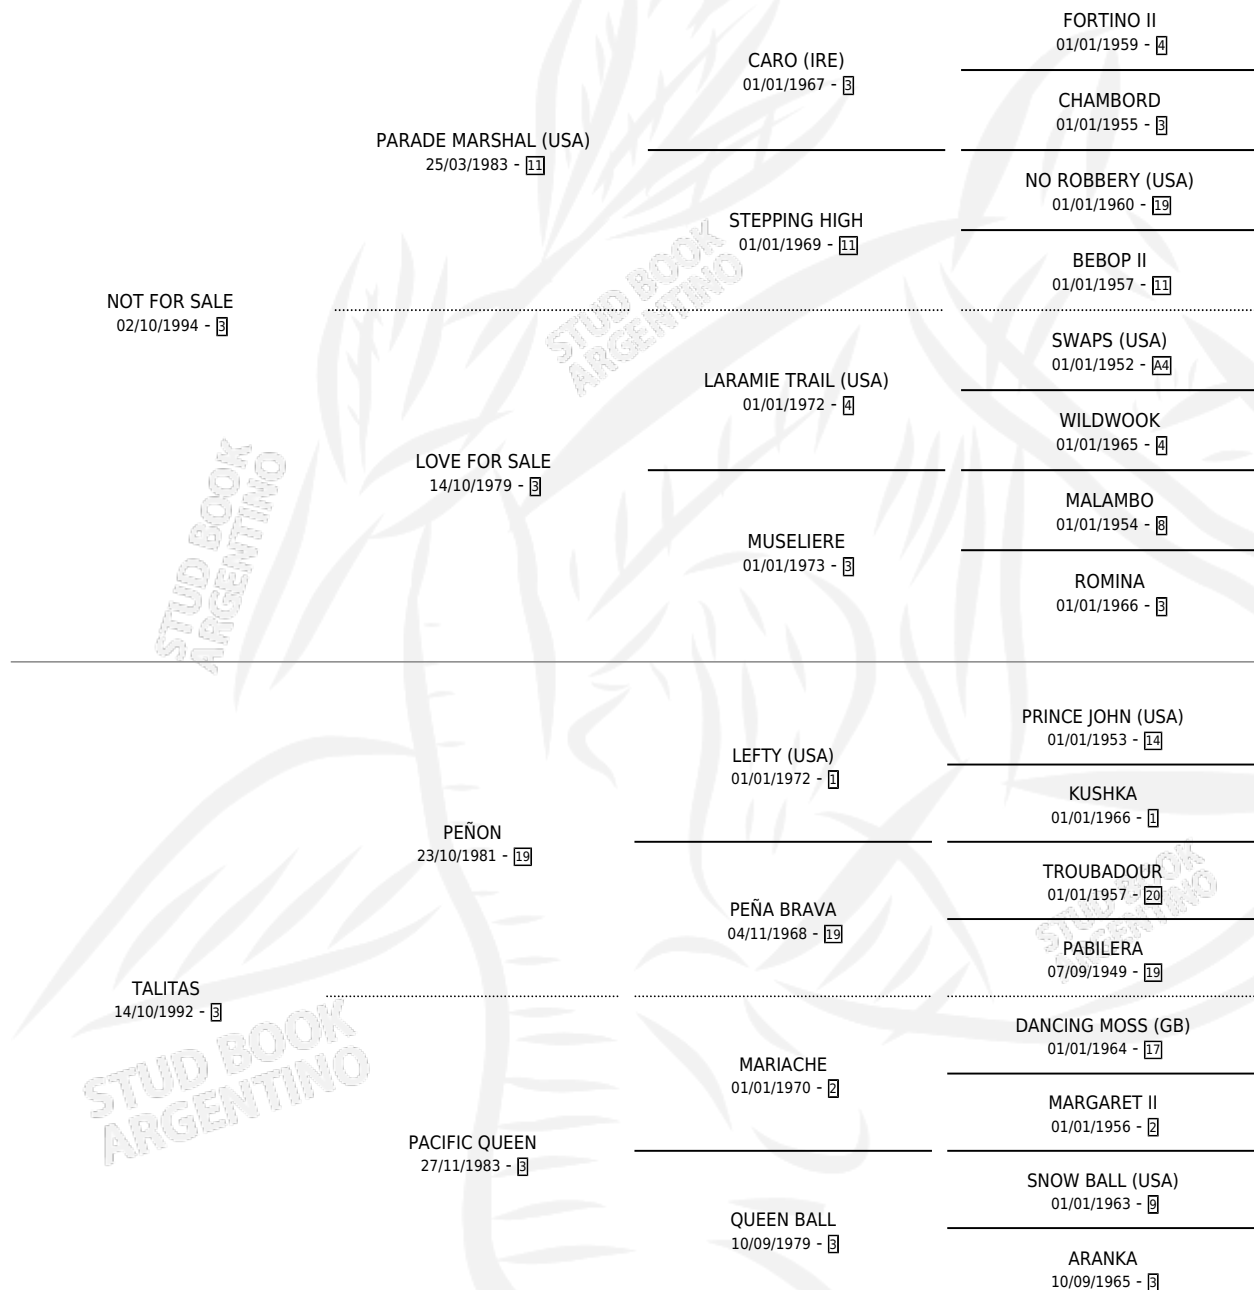 FORTINO II
01/01/1959 - 4
CARO (IRE)
01/01/1967 - 3
CHAMBORD
01/01/1955 - 3
PARADE MARSHAL (USA)
25/03/1983 - 11
NO ROBBERY (USA)
01/01/1960 - 19
STEPPING HIGH
01/01/1969 - 11
BEBOP II
01/01/1957 - 11
NOT FOR SALE
02/10/1994 - 3
SWAPS (USA)
01/01/1952 - A4
LARAMIE TRAIL (USA)
01/01/1972 - 4
WILDWOOK
01/01/1965 - 4
LOVE FOR SALE
14/10/1979 - 3
MALAMBO
01/01/1954 - 8
MUSELIERE
01/01/1973 - 3
ROMINA
01/01/1966 - 3
STUD BOOK
ARGENTINO
STUD BOOK
ARGENTINO
PRINCE JOHN (USA)
01/01/1953 - 14
LEFTY (USA)
01/01/1972 - 1
KUSHKA
01/01/1966 - 1
PEÑON
23/10/1981 - 19
TROUBADOUR
01/01/1957 - 20
PEÑA BRAVA
04/11/1968 - 19
PABILERA
07/09/1949 - 19
TALITAS
14/10/1992 - 3
DANCING MOSS (GB)
01/01/1964 - 17
MARIACHE
01/01/1970 - 2
MARGARET II
01/01/1956 - 2
PACIFIC QUEEN
27/11/1983 - 3
SNOW BALL (USA)
01/01/1963 - 9
QUEEN BALL
10/09/1979 - 3
ARANKA
10/09/1965 - 3
STUD BOOK
ARGENTINO
STUD BOOK
ARGENTINO